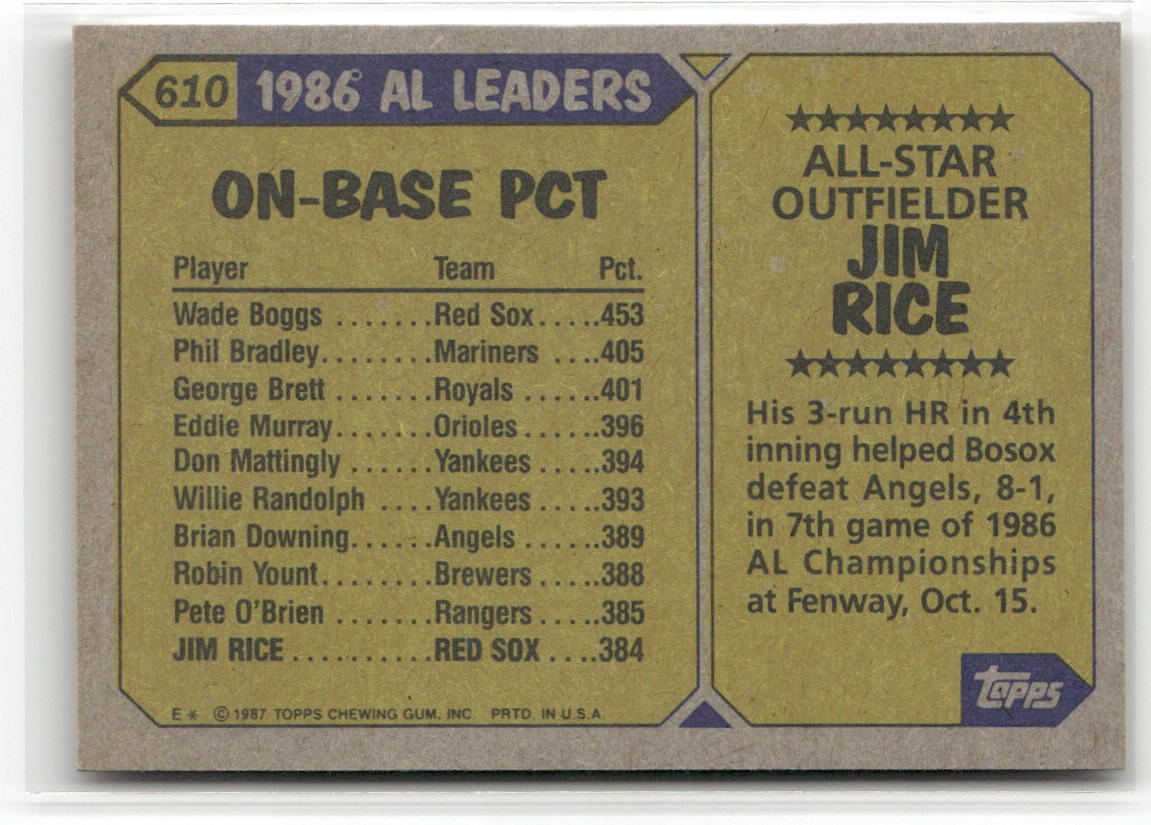 610 1986 AL LEADERS
ON-BASE PCT
Player Team Pct.
Wade Boggs .......Red Sox.....453
Phil Bradley........Mariners ....405
George Brett .......Royals ......401
Eddie Murray.......Orioles ......396
Don Mattingly ......Yankees .....394
Willie Randolph ....Yankees .....393
Brian Downing......Angels ......389
Robin Yount........Brewers .....388
Pete O'Brien .......Rangers .....385
JIM RICE ..........RED SOX ....384
E * © 1987 TOPPS CHEWING GUM, INC. PRTD. IN U.S.A.
★★★★★★★★
ALL-STAR
OUTFIELDER
JIM
RICE
★★★★★★★★
His 3-run HR in 4th
inning helped Bosox
defeat Angels, 8-1,
in 7th game of 1986
AL Championships
at Fenway, Oct. 15.
topps